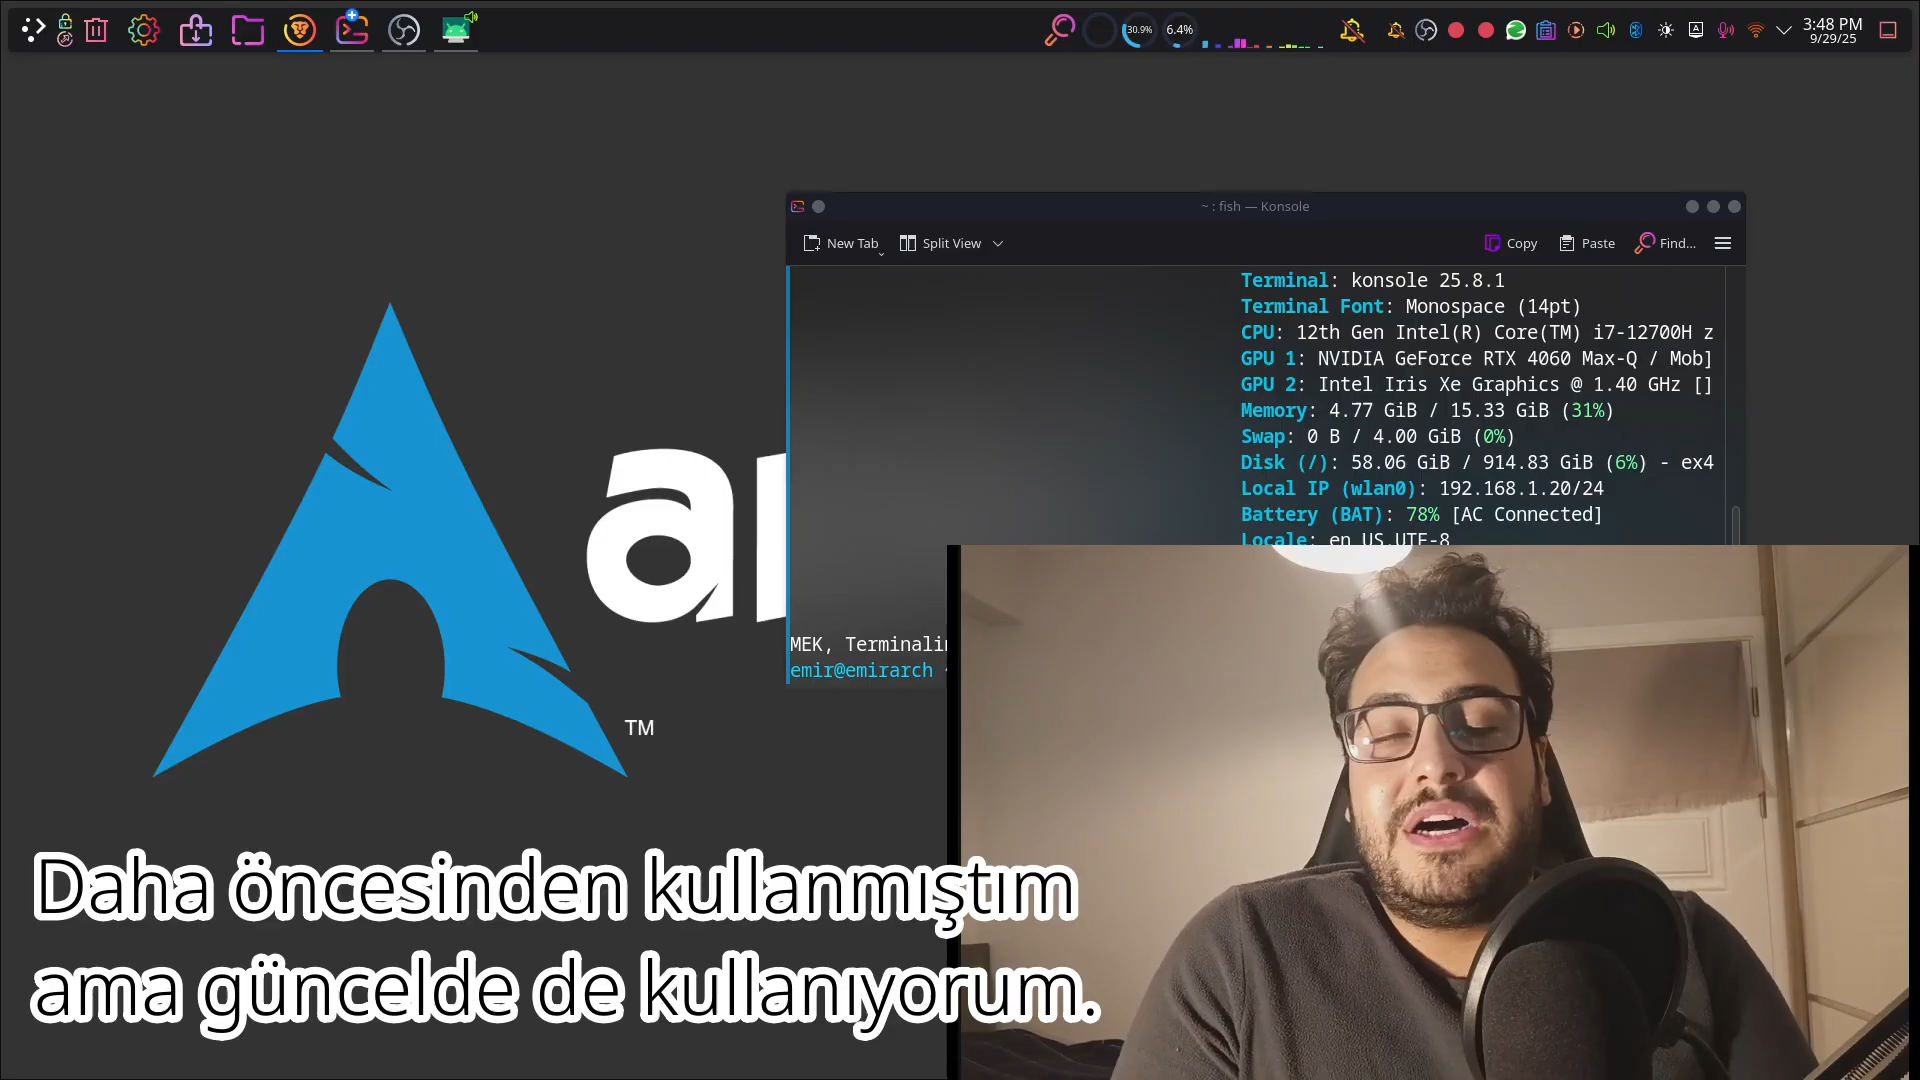 30.9%
6.4%
3:48 PM
9/29/25
~ : fish — Konsole
New Tab
Split View
Copy
Paste
Find...
Terminal: konsole 25.8.1
Terminal Font: Monospace (14pt)
CPU: 12th Gen Intel(R) Core(TM) i7-12700H z
GPU 1: NVIDIA GeForce RTX 4060 Max-Q / Mob]
GPU 2: Intel Iris Xe Graphics @ 1.40 GHz []
Memory: 4.77 GiB / 15.33 GiB (31%)
Swap: 0 B / 4.00 GiB (0%)
Disk (/): 58.06 GiB / 914.83 GiB (6%) - ex4
Local IP (wlan0): 192.168.1.20/24
Battery (BAT): 78% [AC Connected]
Locale: en_US.UTF-8
a
TM
MEK, Terminalin
emir@emirarch ~
Daha öncesinden kullanmıştım
ama güncelde de kullanıyorum.